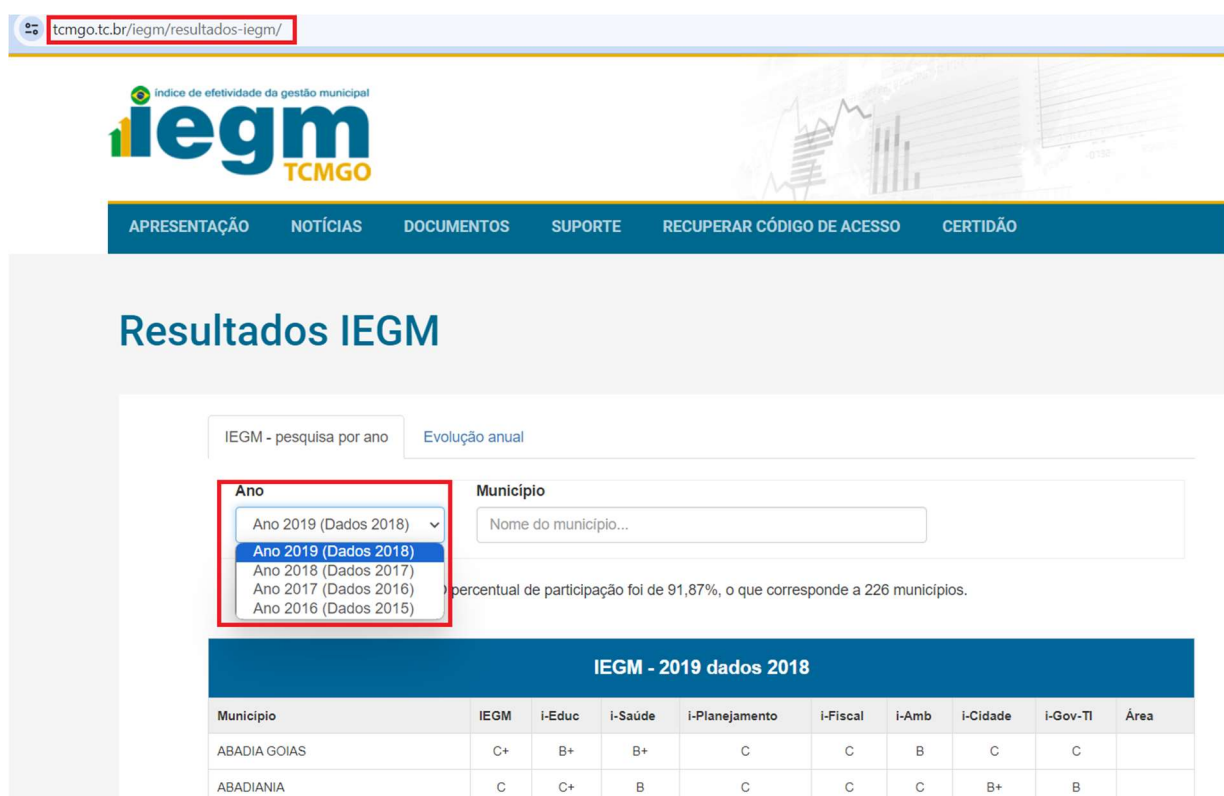 tcmgo.tc.br/iegm/resultados-iegm/
índice de efetividade da gestão municipal
iegm
TCMGO
APRESENTAÇÃO NOTÍCIAS DOCUMENTOS SUPORTE RECUPERAR CÓDIGO DE ACESSO CERTIDÃO
Resultados IEGM
IEGM - pesquisa por ano Evolução anual
Ano Município
Ano 2019 (Dados 2018) Nome do município...
Ano 2019 (Dados 2018)
Ano 2018 (Dados 2017)
Ano 2017 (Dados 2016) percentual de participação foi de 91,87%, o que corresponde a 226 municípios.
Ano 2016 (Dados 2015)
IEGM - 2019 dados 2018
Município IEGM i-Educ i-Saúde i-Planejamento i-Fiscal i-Amb i-Cidade i-Gov-TI Área
ABADIA GOIAS C+ B+ B+ C C B C C
ABADIANIA C C+ B C C C B+ B